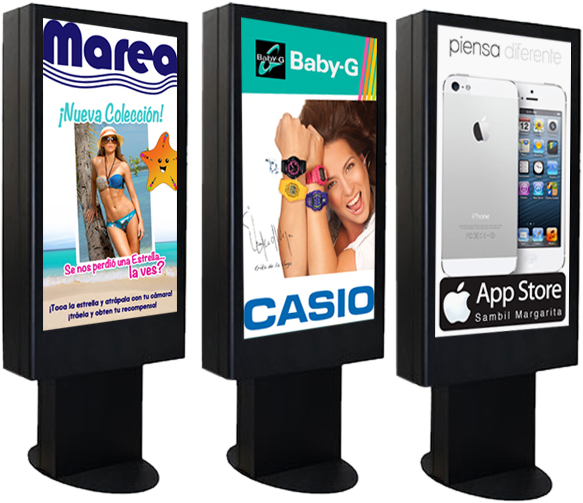 Marea
¡Nueva Colección!
Se nos perdió una Estrella...
la ves?
¡Toca la estrella y atrápala con tu cámara!
¡tráela y obten tu recompensa!
Baby-G
Baby-G
CASIO
piensa diferente
iPhone
App Store
Sambil Margarita